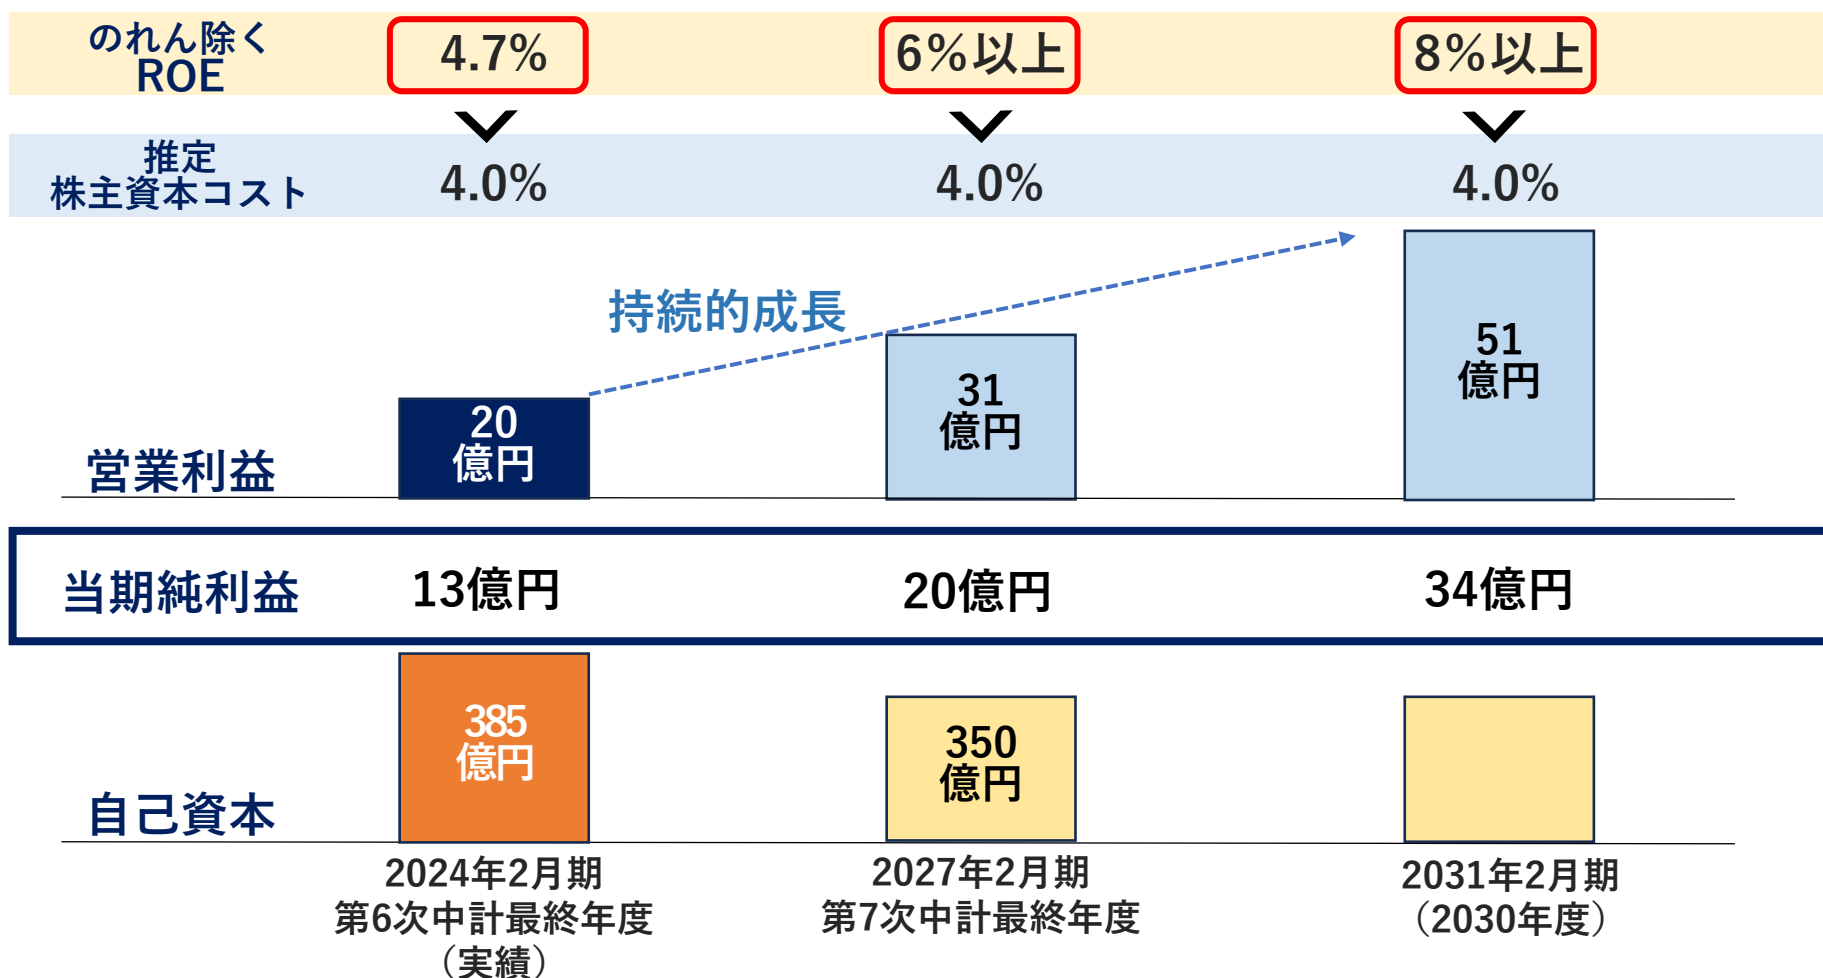 のれん除く
ROE
4.7%
6%以上
8%以上
推定
株主資本コスト
4.0%
4.0%
4.0%
持続的成長
営業利益
20
億円
31
億円
51
億円
当期純利益
13億円
20億円
34億円
自己資本
385
億円
350
億円
2024年2月期
第6次中計最終年度
（実績）
2027年2月期
第7次中計最終年度
2031年2月期
（2030年度）